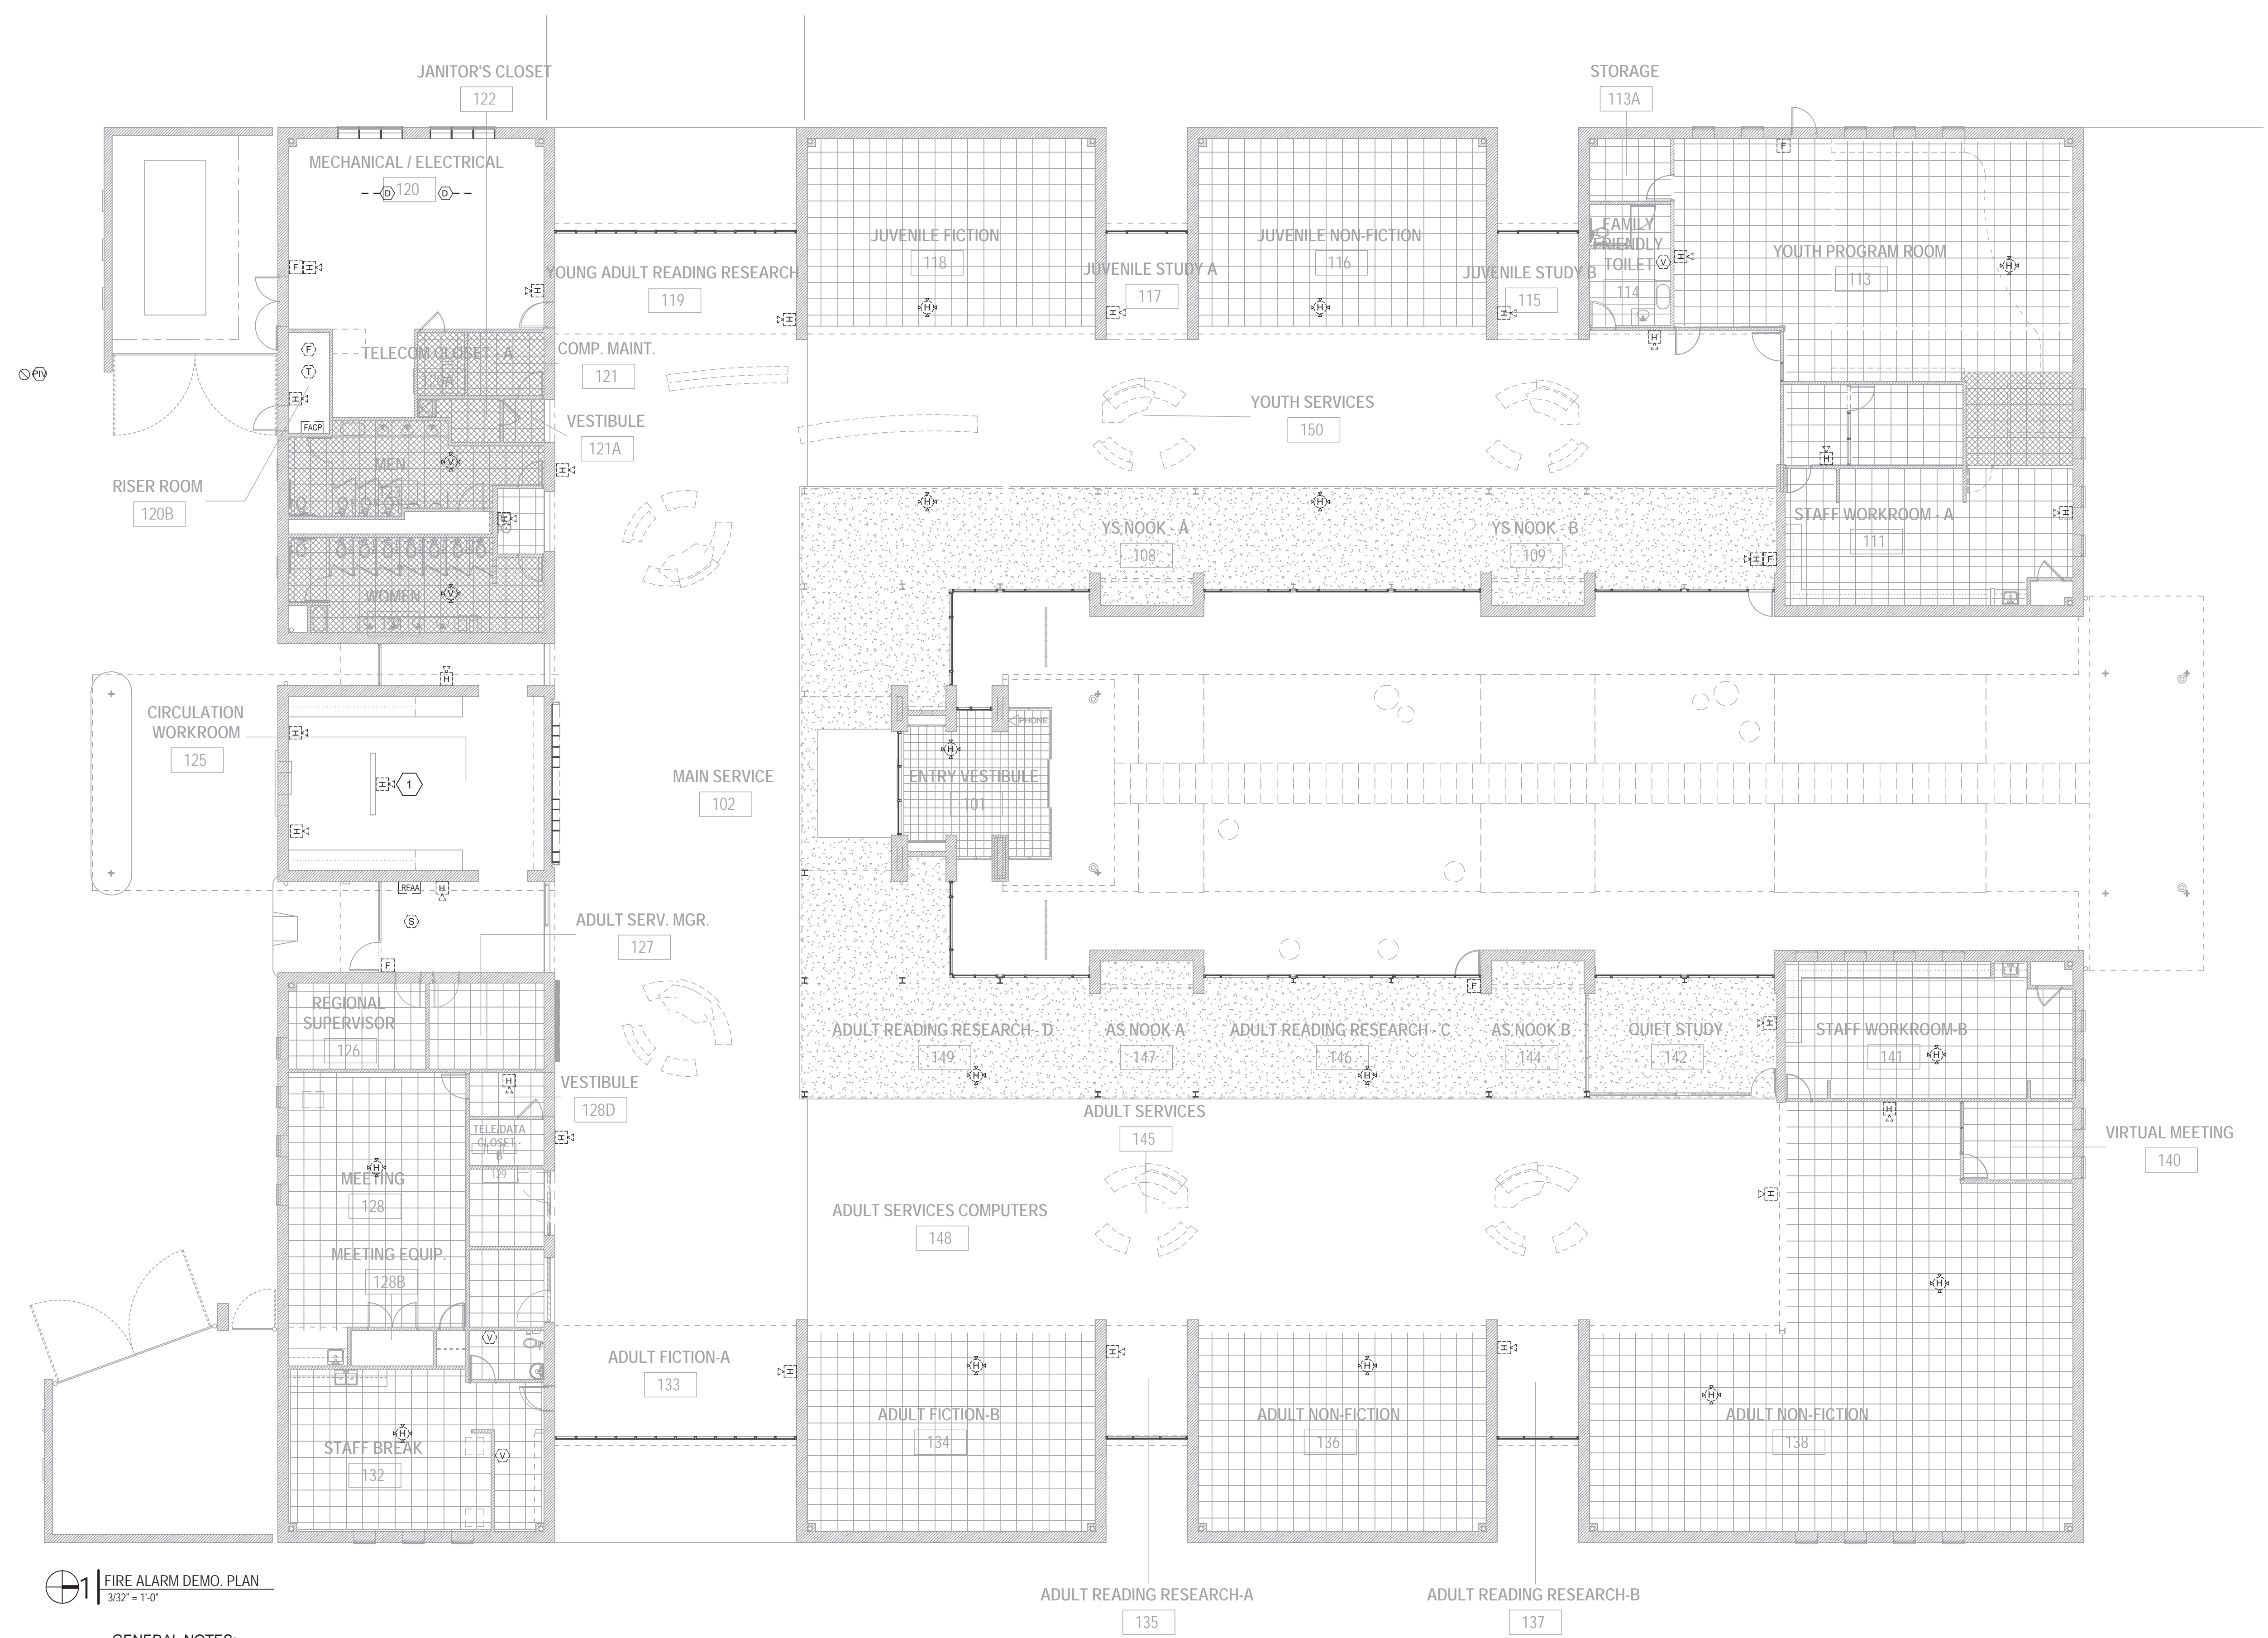 JANITOR'S CLOSET
122
STORAGE
113A
MECHANICAL / ELECTRICAL
120
D
D
JUVENILE FICTION
118
JUVENILE NON-FICTION
116
FAMILY
FRIENDLY
TOILET
114
V
YOUTH PROGRAM ROOM
113
F
H
H
YOUNG ADULT READING RESEARCH
119
JUVENILE STUDY A
117
JUVENILE STUDY B
115
F
H
H
H
H
H
H
H
H
PIV
F
T
H
FACP
TELECOM CLOSET - A
120A
COMP. MAINT.
121
VESTIBULE
121A
YOUTH SERVICES
150
RISER ROOM
120B
MEN
V
H
H
WOMEN
V
H
H
YS NOOK - A
108
YS NOOK - B
109
H
F
H
STAFF WORKROOM - A
111
H
CIRCULATION
WORKROOM
125
H
H
H
1
H
MAIN SERVICE
102
PHONE
H
ENTRY VESTIBULE
101
RFAA
H
S
F
ADULT SERV. MGR.
127
REGIONAL
SUPERVISOR
126
ADULT READING RESEARCH - D
149
AS NOOK A
147
ADULT READING RESEARCH - C
146
AS NOOK B
144
QUIET STUDY
142
STAFF WORKROOM-B
141
F
H
H
H
H
H
VESTIBULE
128D
H
TELE/DATA
CLOSET -
B
129
H
ADULT SERVICES
145
VIRTUAL MEETING
140
H
MEETING
128
MEETING EQUIP.
128B
ADULT SERVICES COMPUTERS
148
H
H
V
ADULT FICTION-A
133
H
H
H
H
H
H
ADULT FICTION-B
134
ADULT NON-FICTION
136
ADULT NON-FICTION
138
H
STAFF BREAK
132
V
1
FIRE ALARM DEMO. PLAN
3/32" = 1'-0"
ADULT READING RESEARCH-A
135
ADULT READING RESEARCH-B
137
GENERAL NOTES: